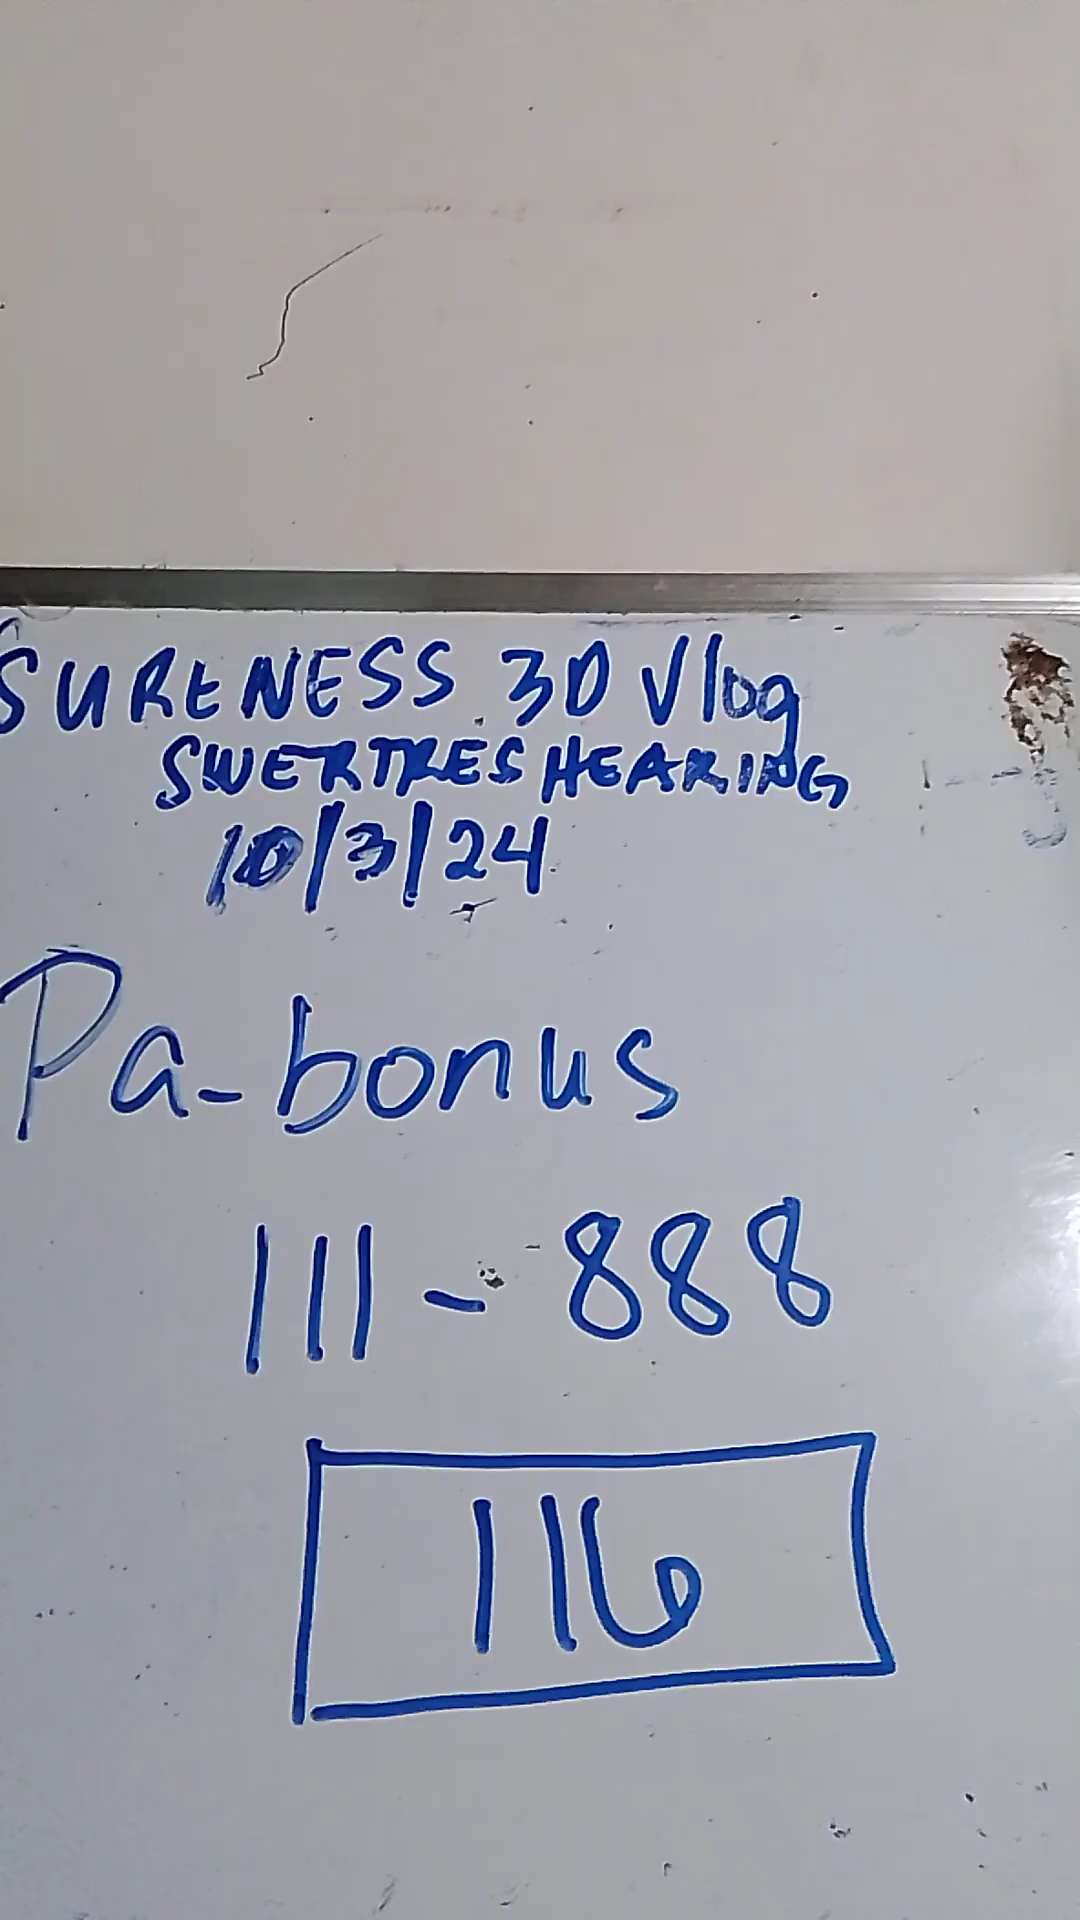 SURENESS 3D Vlog
SWERTRES HEARING
10/3/24
Pa-bonus
111 - 888
116